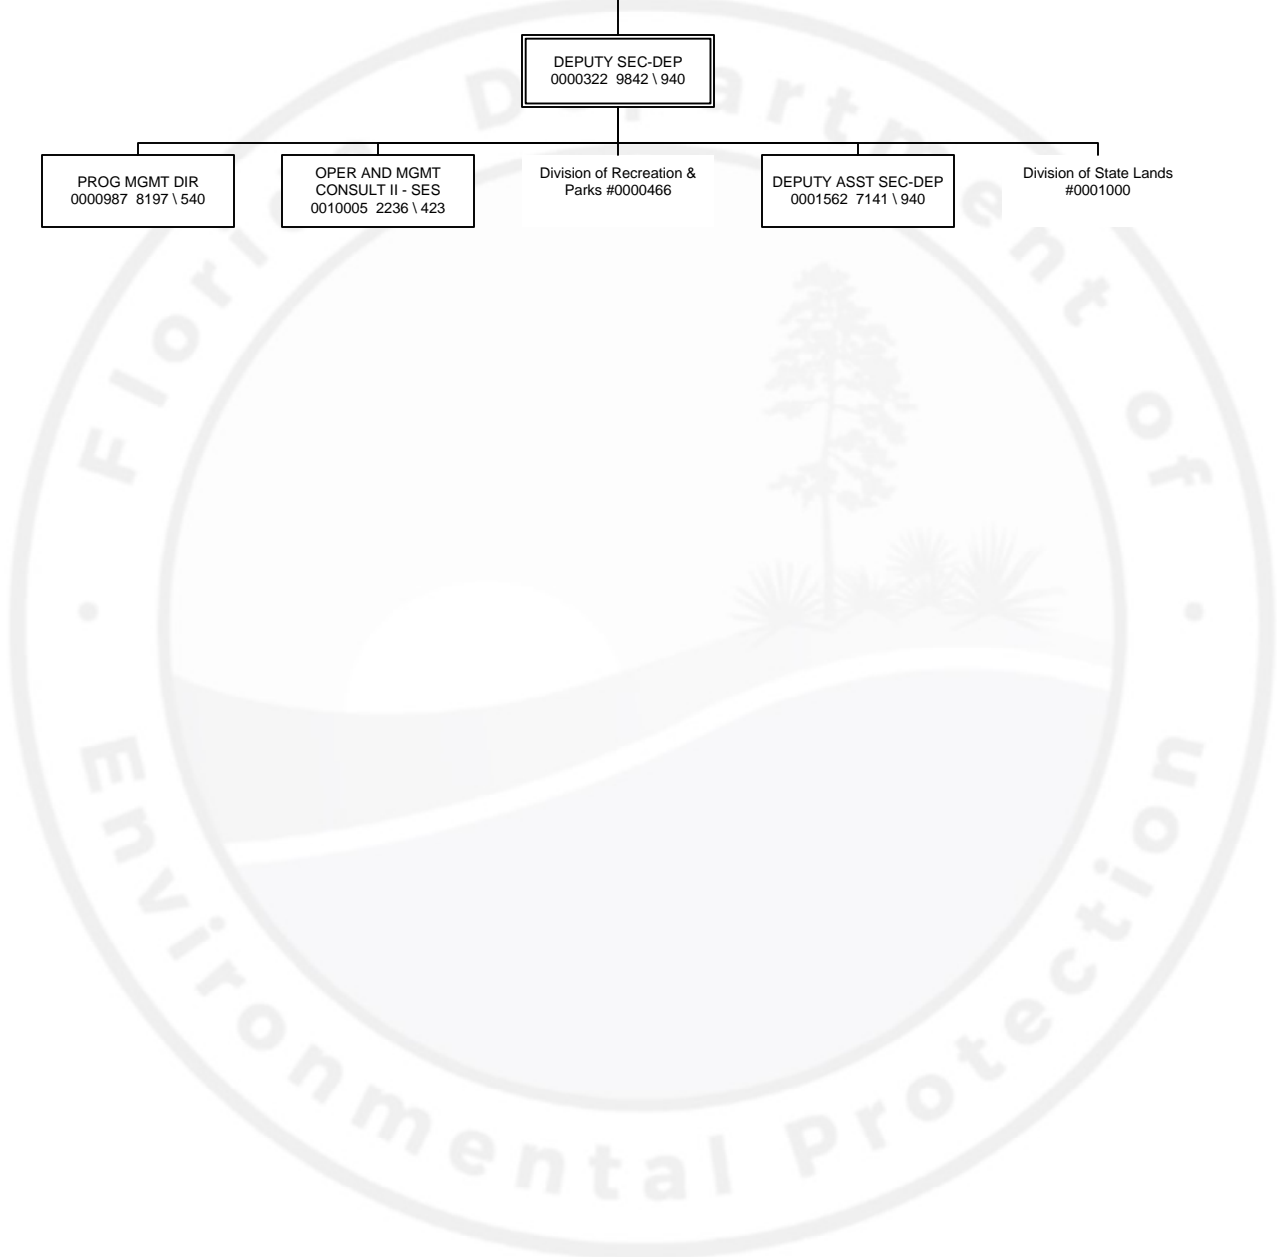 DEPUTY SEC-DEP
0000322 9842 \ 940
PROG MGMT DIR
0000987 8197 \ 540
OPER AND MGMT
CONSULT II - SES
0010005 2236 \ 423
Division of Recreation &
Parks #0000466
DEPUTY ASST SEC-DEP
0001562 7141 \ 940
Division of State Lands
#0001000
Florida Department of
Environmental Protection